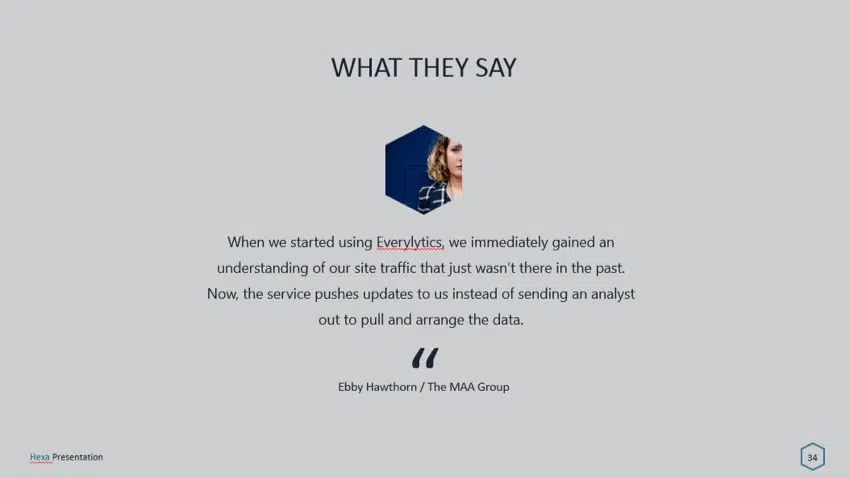 WHAT THEY SAY
When we started using Everylytics, we immediately gained an
understanding of our site traffic that just wasn't there in the past.
Now, the service pushes updates to us instead of sending an analyst
out to pull and arrange the data.
“
Ebby Hawthorn / The MAA Group
Hexa Presentation
34